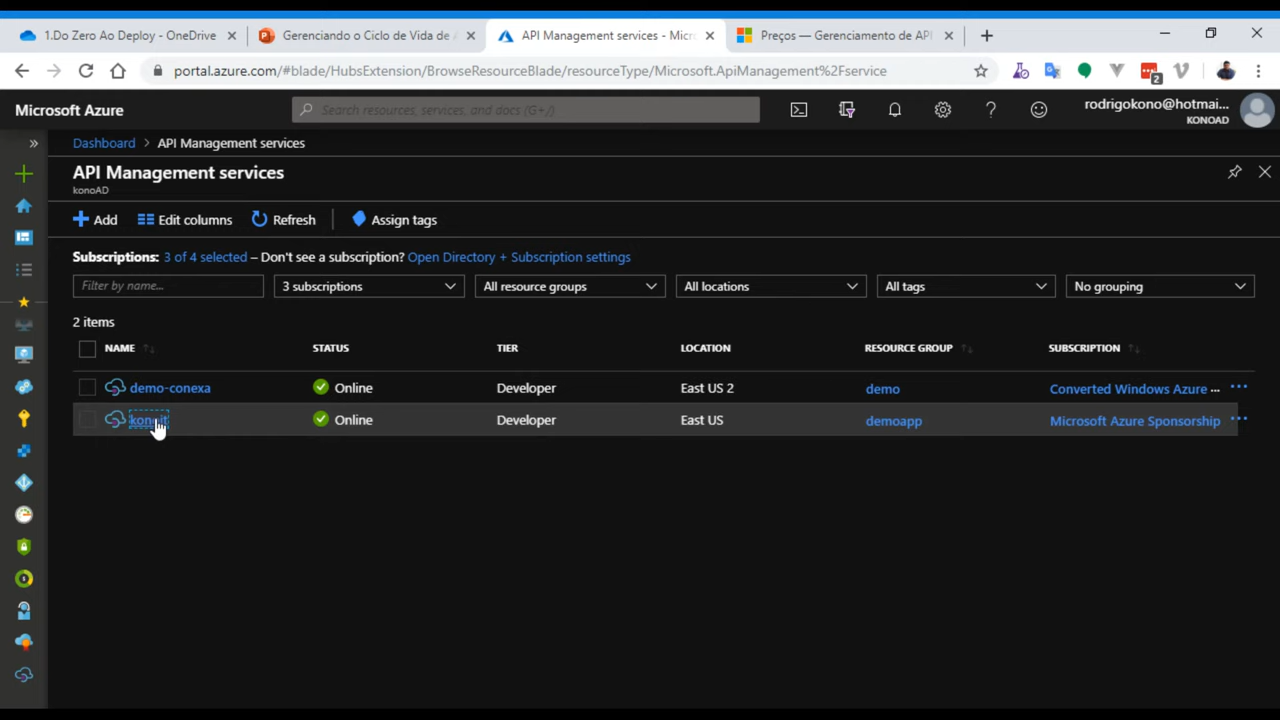 1.Do Zero Ao Deploy - OneDrive
Gerenciando o Ciclo de Vida de A
API Management services - Micr
Preços — Gerenciamento de API
portal.azure.com/#blade/HubsExtension/BrowseResourceBlade/resourceType/Microsoft.ApiManagement%2Fservice
2
Microsoft Azure
Search resources, services, and docs (G+/)
rodrigokono@hotmai...
KONOAD
Dashboard > API Management services
API Management services
konoAD
Add Edit columns Refresh Assign tags
Subscriptions: 3 of 4 selected – Don't see a subscription? Open Directory + Subscription settings
Filter by name... 3 subscriptions All resource groups All locations All tags No grouping
2 items
NAME STATUS TIER LOCATION RESOURCE GROUP SUBSCRIPTION
demo-conexa Online Developer East US 2 demo Converted Windows Azure ...
Online Developer East US demoapp Microsoft Azure Sponsorship